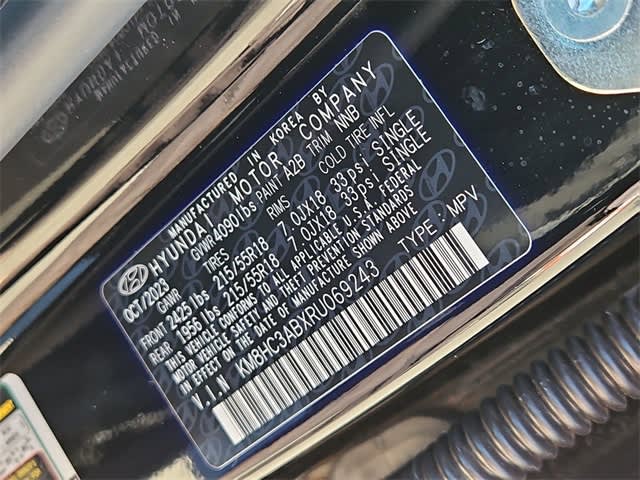 MANUFACTURED IN KOREA BY
HYUNDAI MOTOR COMPANY
OCT/2023 GVWR 4090 lbs PAINT A2B TRIM NNB
GAWR TIRES RIMS COLD TIRE INFL
FRONT 2425 lbs 215/55R18 7.0JX18 33psi SINGLE
REAR 1956 lbs 215/55R18 7.0JX18 33psi SINGLE
THIS VEHICLE CONFORMS TO ALL APPLICABLE U.S.A. FEDERAL
MOTOR VEHICLE SAFETY AND THEFT PREVENTION STANDARDS
IN EFFECT ON THE DATE OF MANUFACTURE SHOWN ABOVE.
V.I.N KM8HC3ABXRU069243 TYPE: MPV